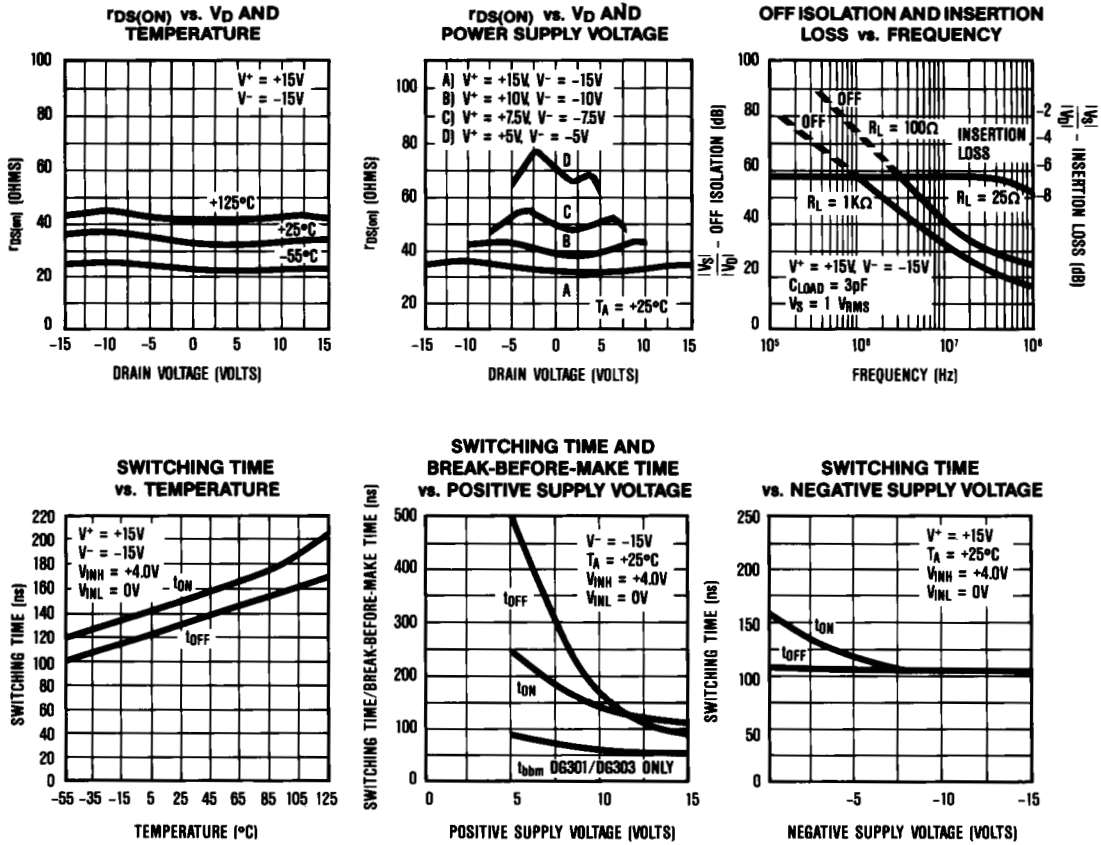 rDS(ON) vs. VD AND
TEMPERATURE
100
80
60
40
20
0
rDS(on) (OHMS)
V+ = +15V
V− = −15V
+125°C
+25°C
−55°C
−15 −10 −5 0 5 10 15
DRAIN VOLTAGE (VOLTS)
rDS(ON) vs. VD AND
POWER SUPPLY VOLTAGE
100
80
60
40
20
rDS(on) (OHMS)
A) V+ = +15V, V− = −15V
B) V+ = +10V, V− = −10V
C) V+ = +7.5V, V− = −7.5V
D) V+ = +5V, V− = −5V
D
C
B
A
TA = +25°C
−15 −10 −5 0 5 10 15
DRAIN VOLTAGE (VOLTS)
OFF ISOLATION AND INSERTION
LOSS vs. FREQUENCY
100
80
60
40
20
0
|VS|/|VD| − OFF ISOLATION (dB)
OFF
OFF
RL = 100Ω
INSERTION
LOSS
RL = 1KΩ
RL = 25Ω
V+ = +15V, V− = −15V
CLOAD = 3pF
VS = 1 VRMS
−2
−4
−6
−8
|VS|/|VD| − INSERTION LOSS (dB)
10⁵ 10⁶ 10⁷ 10⁸
FREQUENCY (Hz)
SWITCHING TIME
vs. TEMPERATURE
220
200
180
160
140
120
100
80
60
40
20
0
SWITCHING TIME (ns)
V+ = +15V
V− = −15V
VINH = +4.0V
VINL = 0V
tON
tOFF
−55 −35 −15 5 25 45 65 85 105 125
TEMPERATURE (°C)
SWITCHING TIME AND
BREAK-BEFORE-MAKE TIME
vs. POSITIVE SUPPLY VOLTAGE
500
400
300
200
100
0
SWITCHING TIME/BREAK-BEFORE-MAKE TIME (ns)
V− = −15V
TA = +25°C
VINH = +4.0V
VINL = 0V
tOFF
tON
tbbm DG301/DG303 ONLY
0 5 10 15
POSITIVE SUPPLY VOLTAGE (VOLTS)
SWITCHING TIME
vs. NEGATIVE SUPPLY VOLTAGE
250
225
200
150
100
50
0
SWITCHING TIME (ns)
V+ = +15V
TA = +25°C
VINH = +4.0V
VINL = 0V
tON
tOFF
−5 −10 −15
NEGATIVE SUPPLY VOLTAGE (VOLTS)